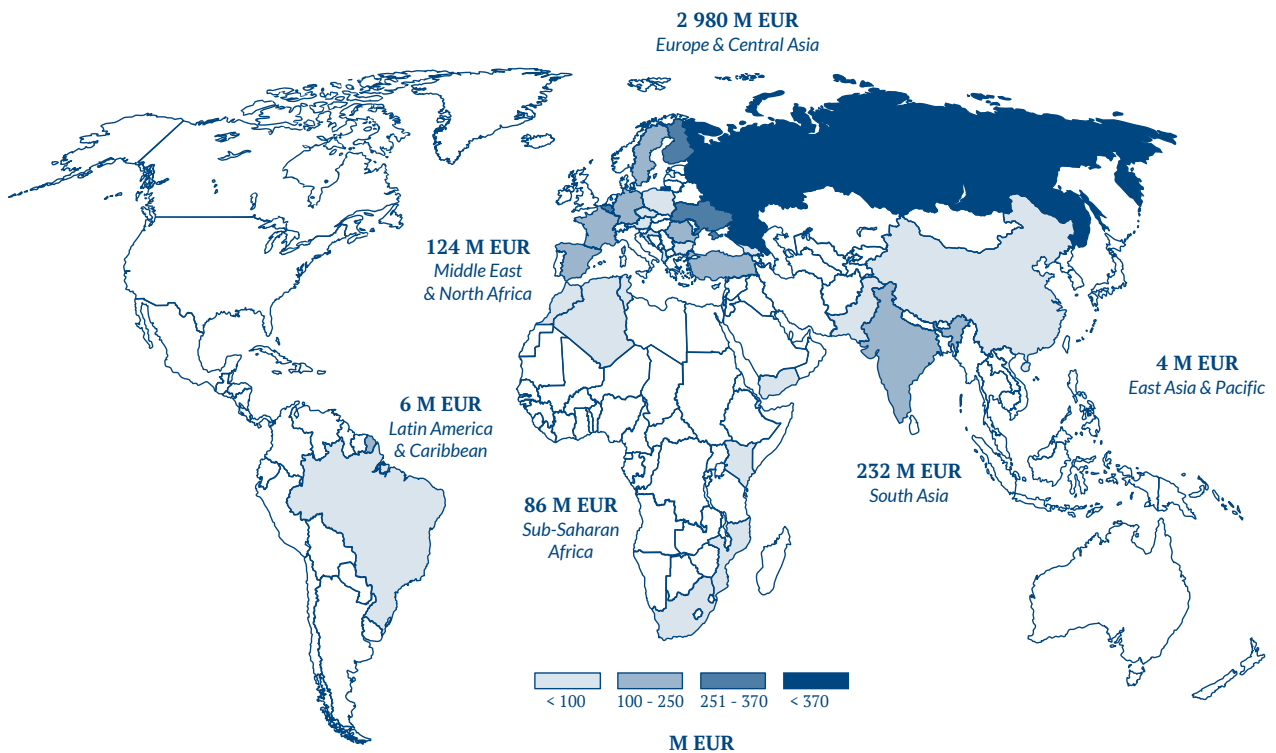 2 980 M EUR
Europe & Central Asia
124 M EUR
Middle East
& North Africa
4 M EUR
East Asia & Pacific
6 M EUR
Latin America
& Caribbean
232 M EUR
South Asia
86 M EUR
Sub-Saharan
Africa
< 100 100 - 250 251 - 370 < 370
M EUR